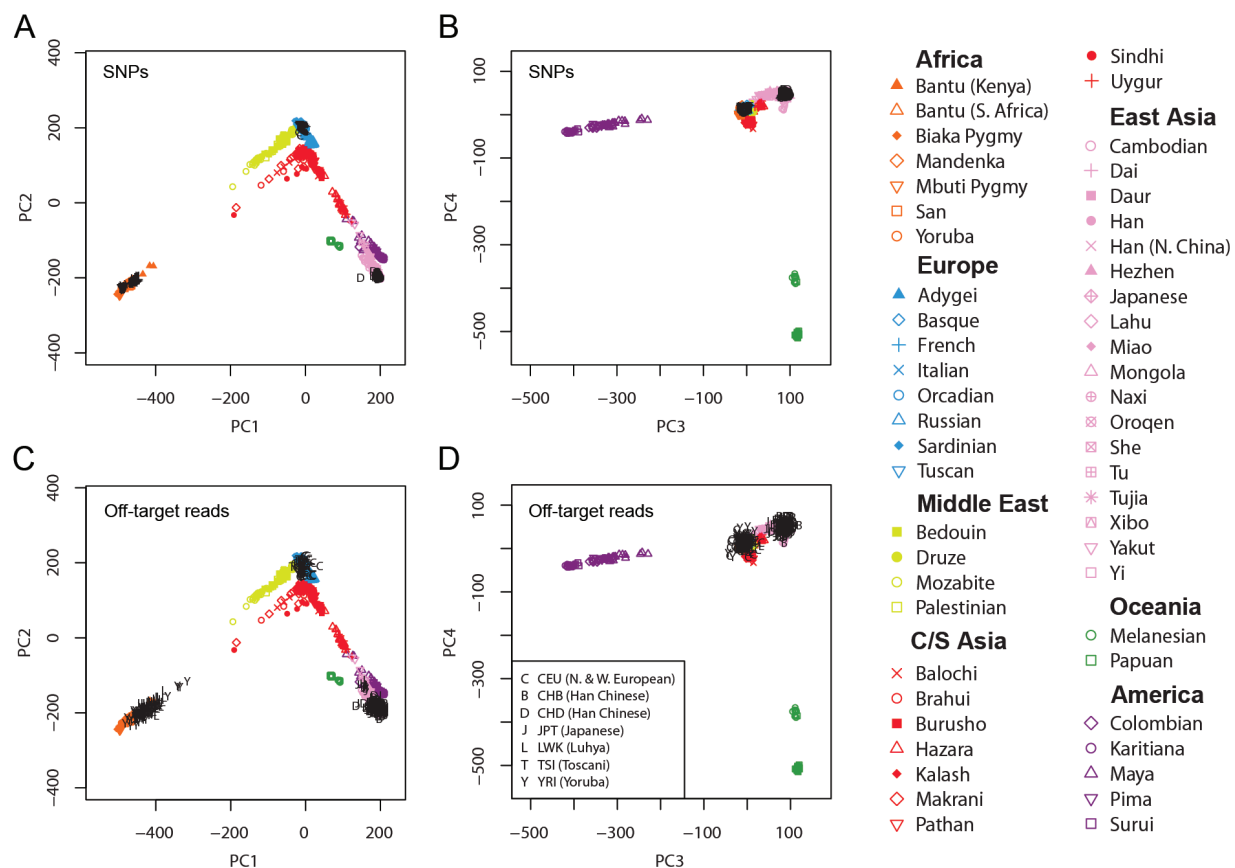 A
SNPs
PC2
400
200
0
−200
−400
−400
−200
0
200
PC1
D
B
SNPs
PC4
100
−100
−300
−500
−500
−300
−100
100
PC3
C
Off-target reads
PC2
400
200
0
−200
−400
−400
−200
0
200
PC1
Y
Y
C
D
D
Off-target reads
PC4
100
−100
−300
−500
−500
−300
−100
100
PC3
C CEU (N. & W. European)
B CHB (Han Chinese)
D CHD (Han Chinese)
J JPT (Japanese)
L LWK (Luhya)
T TSI (Toscani)
Y YRI (Yoruba)
Africa
Bantu (Kenya)
Bantu (S. Africa)
Biaka Pygmy
Mandenka
Mbuti Pygmy
San
Yoruba
Europe
Adygei
Basque
French
Italian
Orcadian
Russian
Sardinian
Tuscan
Middle East
Bedouin
Druze
Mozabite
Palestinian
C/S Asia
Balochi
Brahui
Burusho
Hazara
Kalash
Makrani
Pathan
Sindhi
Uygur
East Asia
Cambodian
Dai
Daur
Han
Han (N. China)
Hezhen
Japanese
Lahu
Miao
Mongola
Naxi
Oroqen
She
Tu
Tujia
Xibo
Yakut
Yi
Oceania
Melanesian
Papuan
America
Colombian
Karitiana
Maya
Pima
Surui